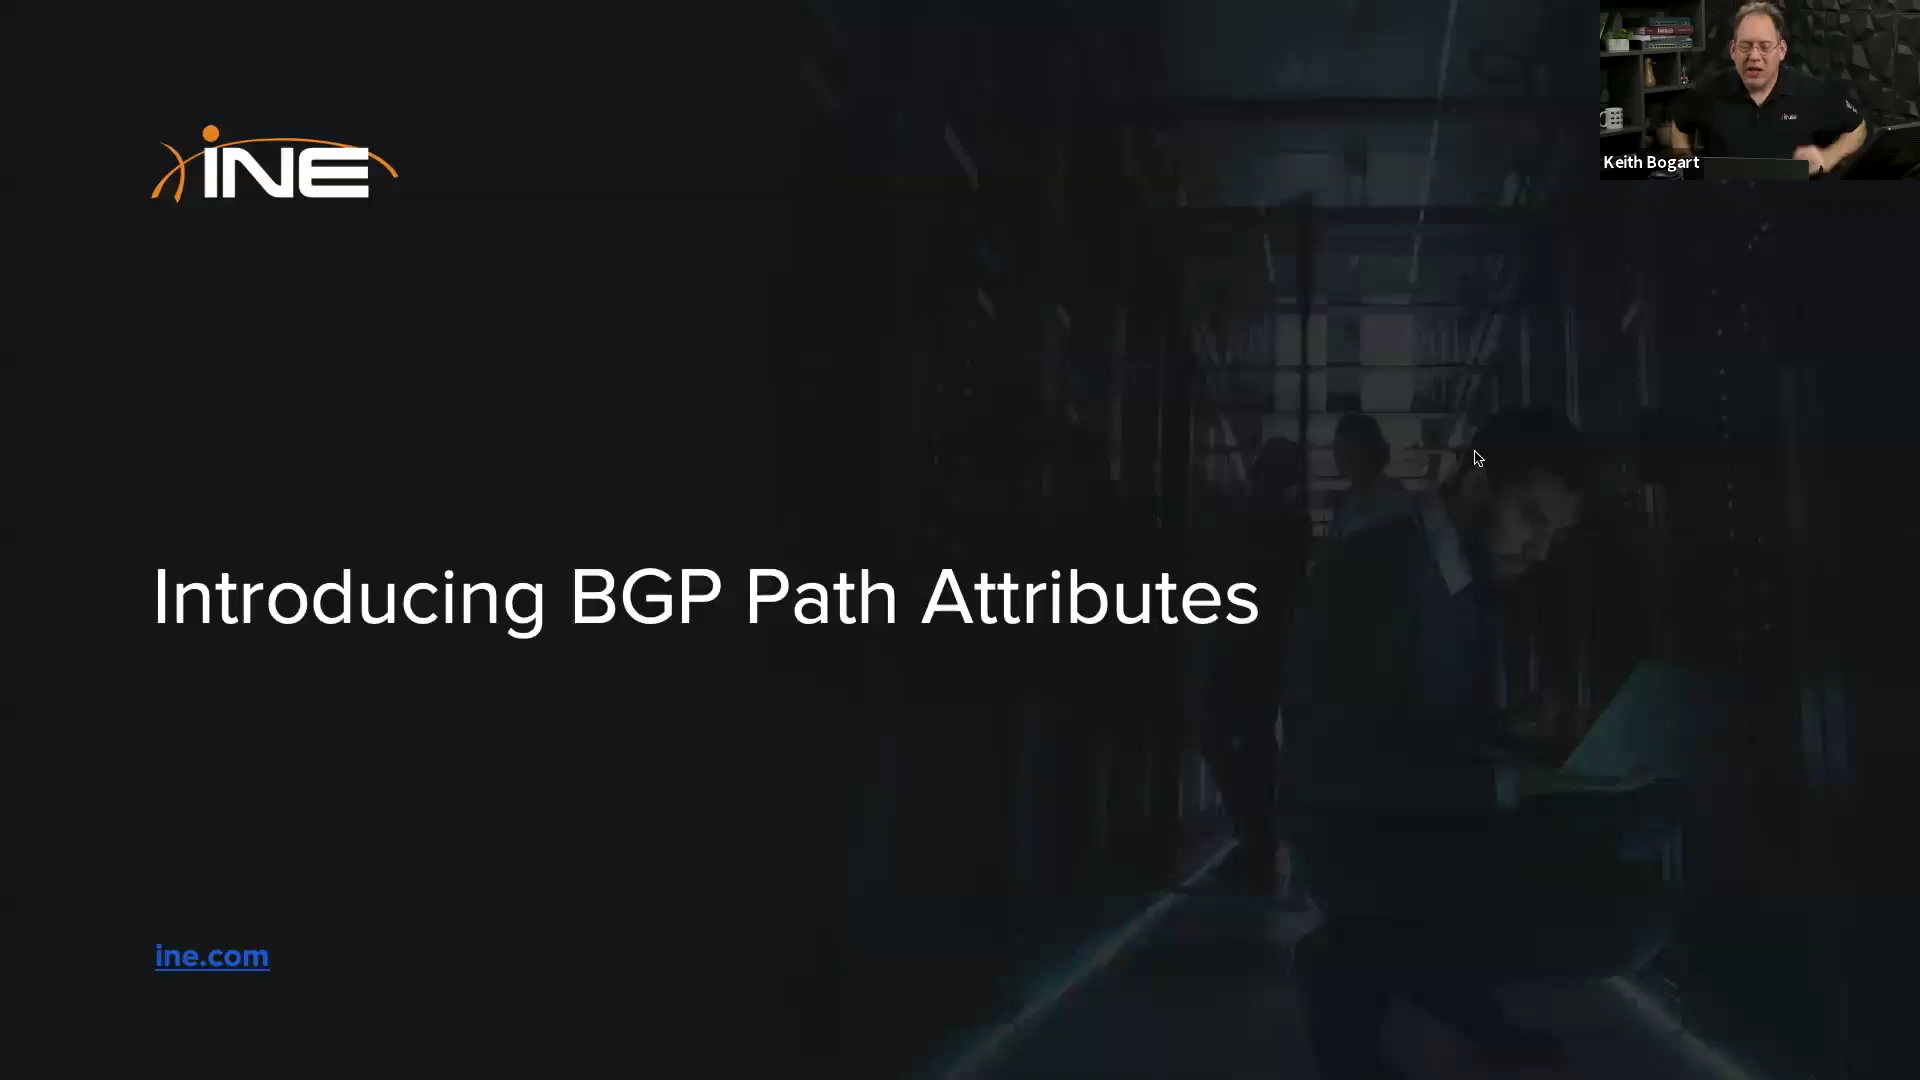 INE
Keith Bogart
Introducing BGP Path Attributes
ine.com